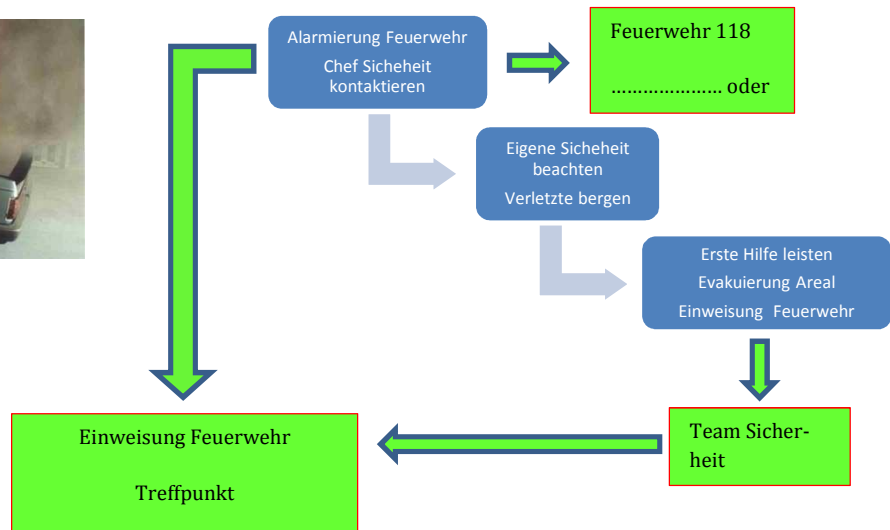 Alarmierung Feuerwehr
Chef Sicheheit
kontaktieren
Feuerwehr 118
………………… oder
Eigene Sicheheit
beachten
Verletzte bergen
Erste Hilfe leisten
Evakuierung Areal
Einweisung Feuerwehr
Einweisung Feuerwehr
Treffpunkt
Team Sicher-
heit